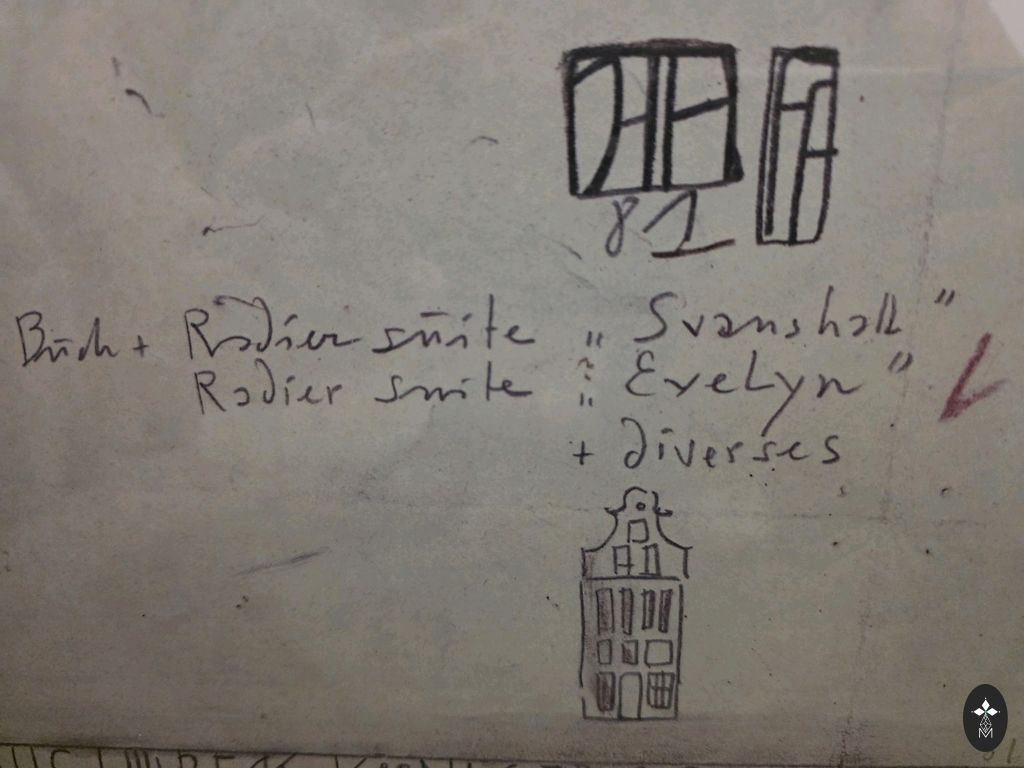 81
Buch + Radier suite „Svanshall"
Radier suite „Evelyn"
+ diverses
M